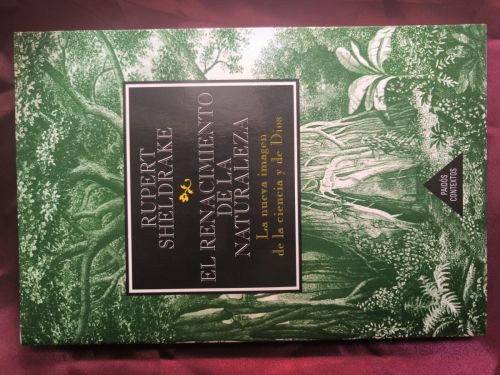 RUPERT
SHELDRAKE
EL RENACIMIENTO
DE LA
NATURALEZA
La nueva imagen
de la ciencia y de Dios
PAIDÓS
CONTEXTOS